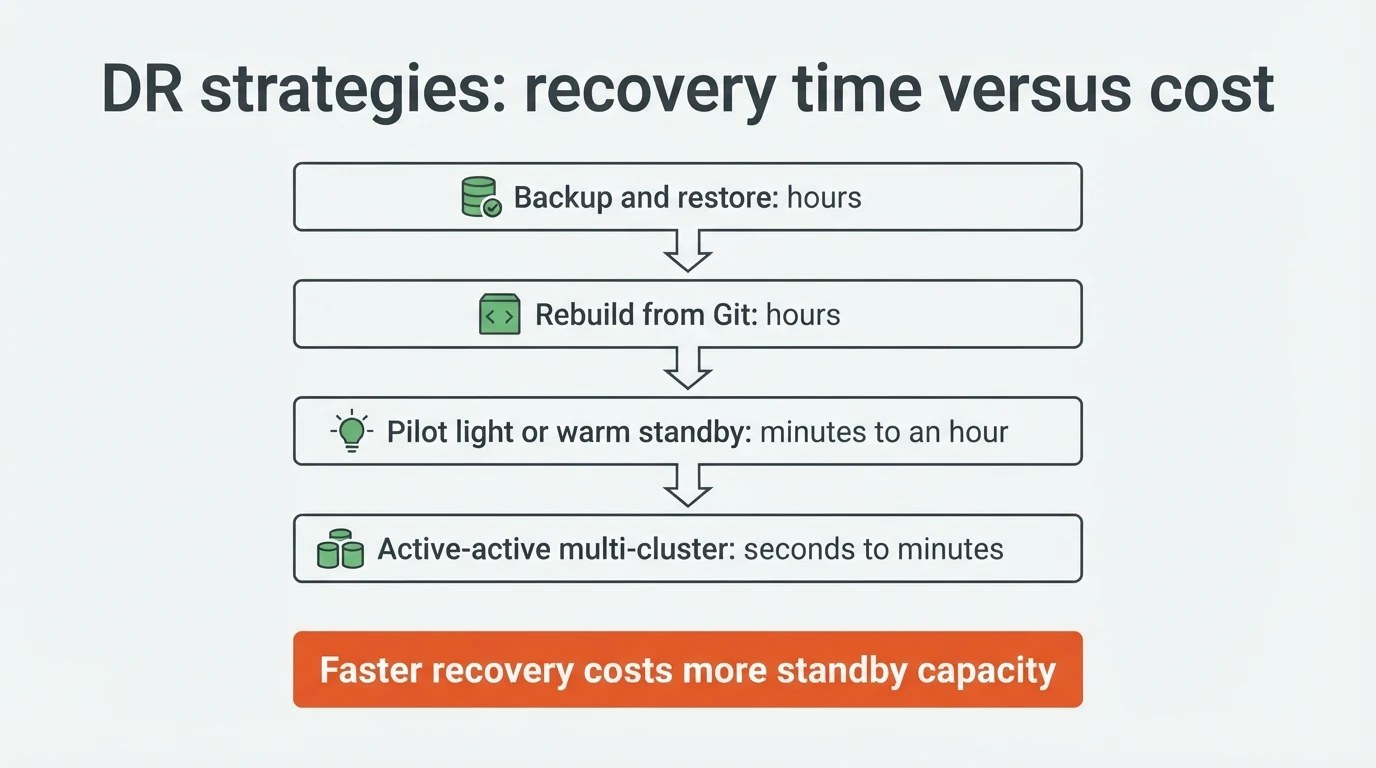 DR strategies: recovery time versus cost
Backup and restore: hours
Rebuild from Git: hours
Pilot light or warm standby: minutes to an hour
Active-active multi-cluster: seconds to minutes
Faster recovery costs more standby capacity